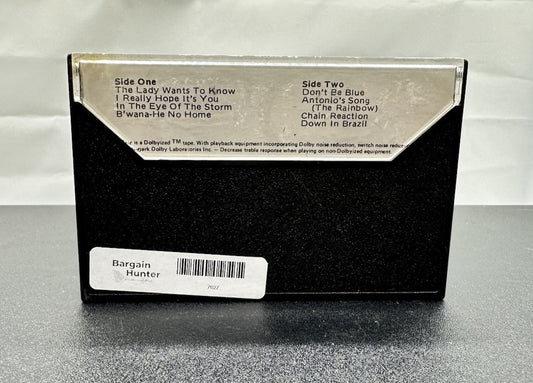 Side One
The Lady Wants To Know
I Really Hope It's You
In The Eye Of The Storm
B'wana-He No Home
Side Two
Don't Be Blue
Antonio's Song
(The Rainbow)
Chain Reaction
Down In Brazil
is a Dolbyized TM tape. With playback equipment incorporating Dolby noise reduction, switch noise
Dolby Laboratories Inc. — Decrease treble response when playing on non-Dolbyized equipment.
Bargain
Hunter
7027